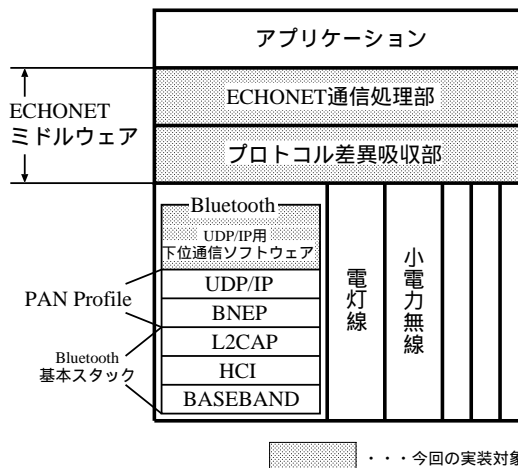 アプリケーション
ECHONET通信処理部
プロトコル差異吸収部
ECHONET
ミドルウェア
Bluetooth
UDP/IP用
下位通信ソフトウェア
UDP/IP
BNEP
L2CAP
HCI
BASEBAND
PAN Profile
Bluetooth
基本スタック
電灯線
小電力無線
・・・今回の実装対象